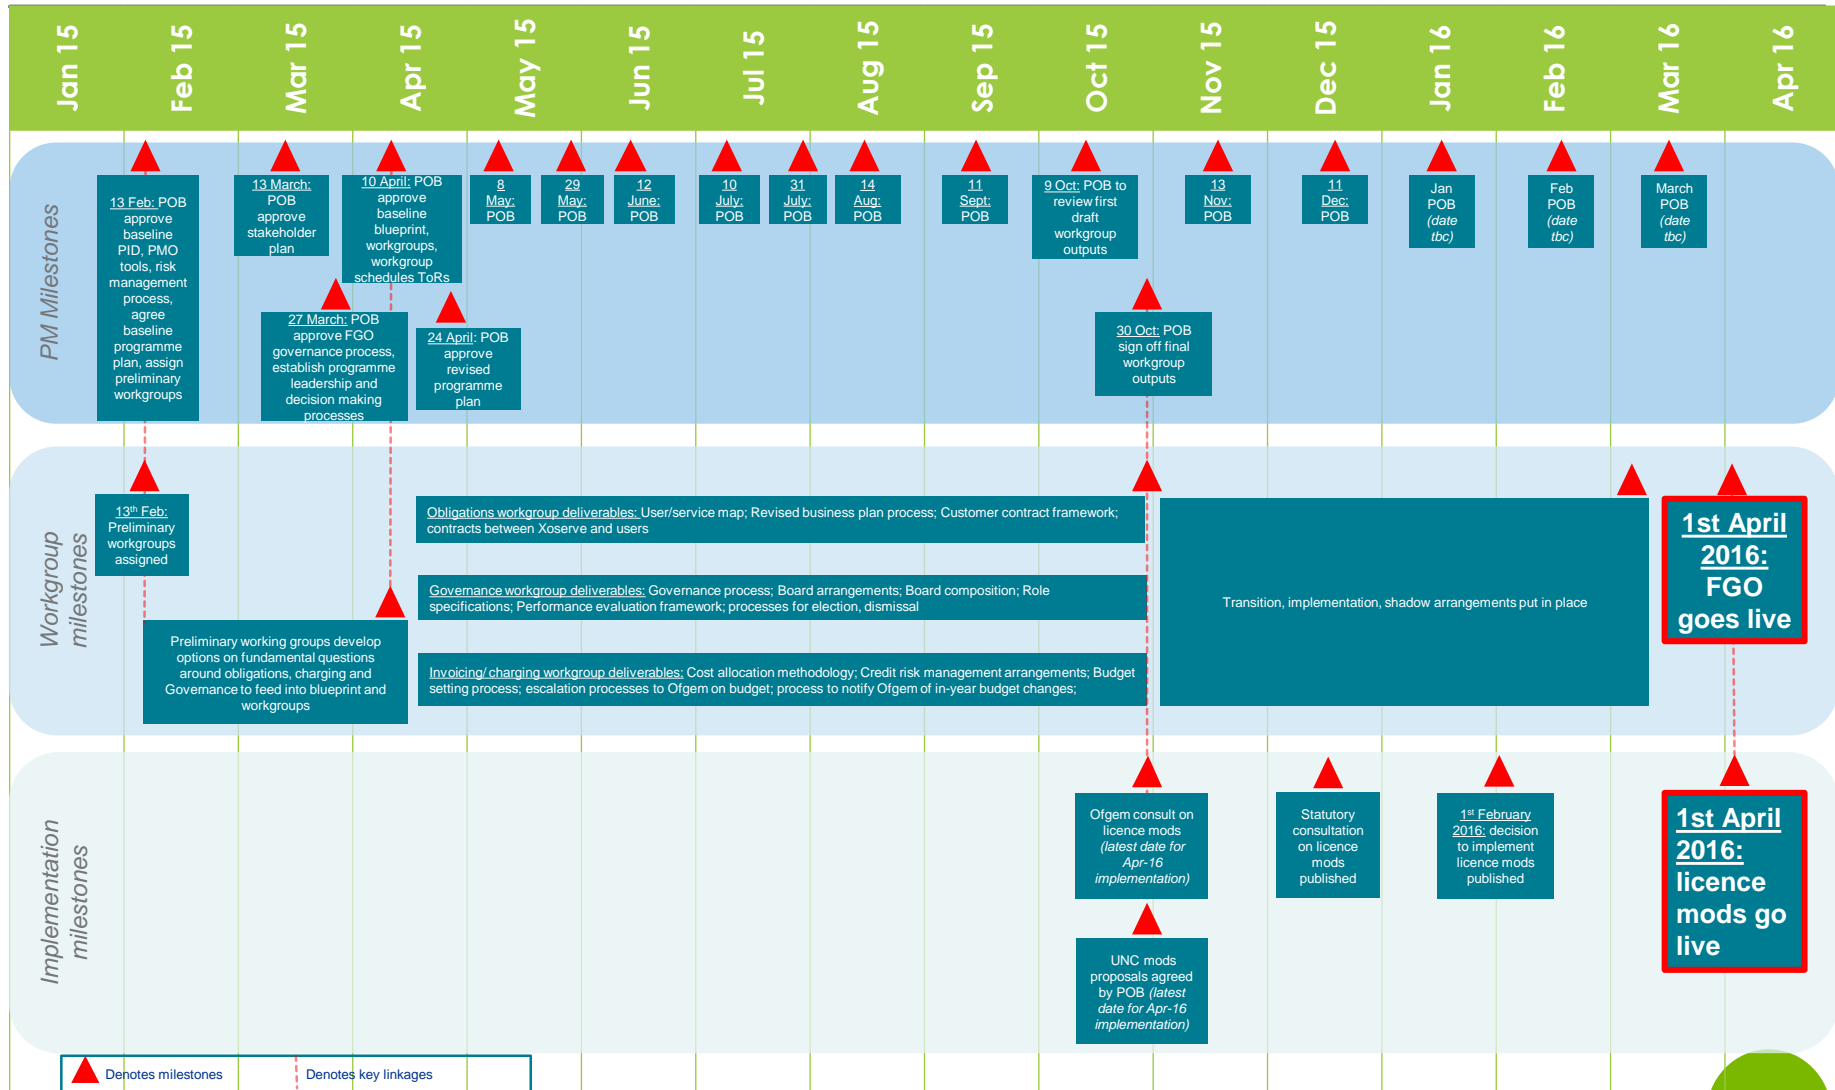 Jan 15
Feb 15
Mar 15
Apr 15
May 15
Jun 15
Jul 15
Aug 15
Sep 15
Oct 15
Nov 15
Dec 15
Jan 16
Feb 16
Mar 16
Apr 16
PM Milestones
13 Feb: POB
approve
baseline
PID, PMO
tools, risk
management
process,
agree
baseline
programme
plan, assign
preliminary
workgroups
13 March:
POB
approve
stakeholder
plan
27 March: POB
approve FGO
governance process,
establish programme
leadership and
decision making
processes
10 April: POB
approve
baseline
blueprint,
workgroups,
workgroup
schedules ToRs
24 April: POB
approve
revised
programme
plan
8
May:
POB
29
May:
POB
12
June:
POB
10
July:
POB
31
July:
POB
14
Aug:
POB
11
Sept:
POB
9 Oct: POB to
review first
draft
workgroup
outputs
30 Oct: POB
sign off final
workgroup
outputs
13
Nov:
POB
11
Dec:
POB
Jan
POB
(date
tbc)
Feb
POB
(date
tbc)
March
POB
(date
tbc)
Workgroup
milestones
13th Feb:
Preliminary
workgroups
assigned
Preliminary working groups develop
options on fundamental questions
around obligations, charging and
Governance to feed into blueprint and
workgroups
Obligations workgroup deliverables: User/service map; Revised business plan process; Customer contract framework;
contracts between Xoserve and users
Governance workgroup deliverables: Governance process; Board arrangements; Board composition; Role
specifications; Performance evaluation framework; processes for election, dismissal
Invoicing/ charging workgroup deliverables: Cost allocation methodology; Credit risk management arrangements; Budget
setting process; escalation processes to Ofgem on budget; process to notify Ofgem of in-year budget changes;
Transition, implementation, shadow arrangements put in place
1st April
2016:
FGO
goes live
Implementation
milestones
Ofgem consult on
licence mods
(latest date for
Apr-16
implementation)
UNC mods
proposals agreed
by POB (latest
date for Apr-16
implementation)
Statutory
consultation
on licence
mods
published
1st February
2016: decision
to implement
licence mods
published
1st April
2016:
licence
mods go
live
Denotes milestones
Denotes key linkages